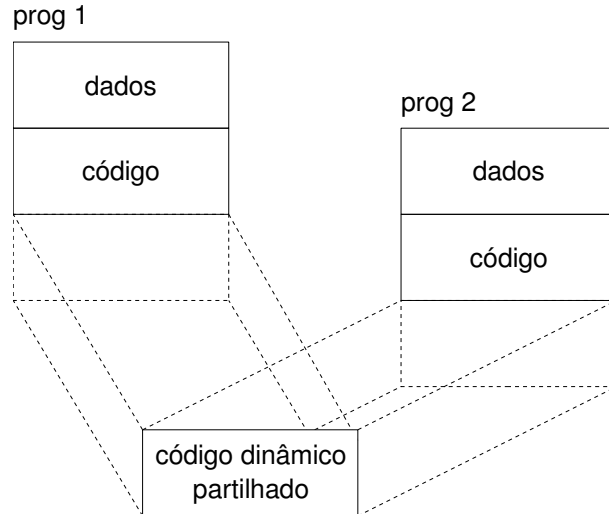 prog 1
dados
código
prog 2
dados
código
código dinâmico
partilhado